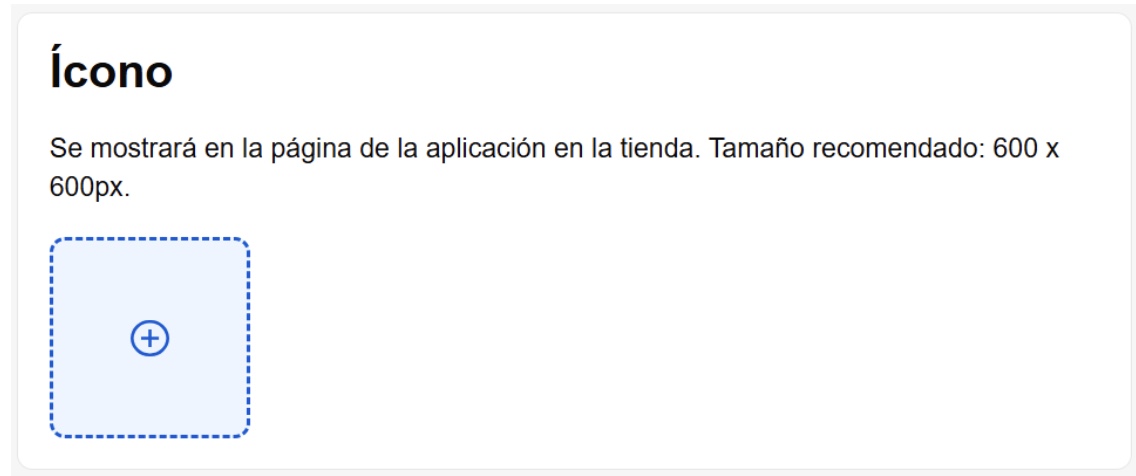 Ícono
Se mostrará en la página de la aplicación en la tienda. Tamaño recomendado: 600 x
600px.